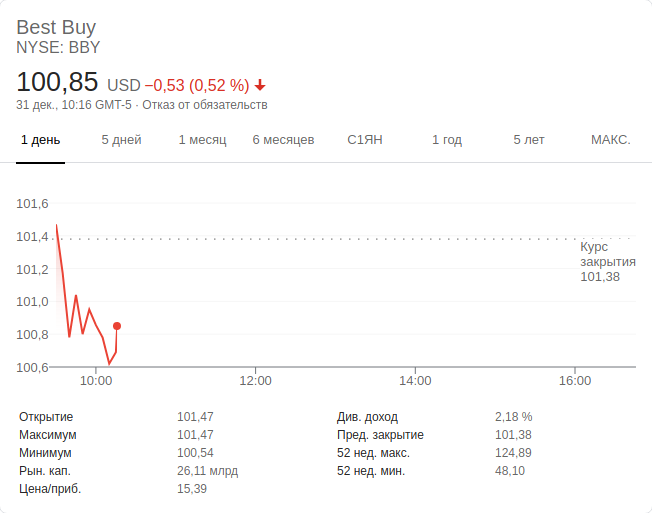 Best Buy
NYSE: BBY
100,85 USD −0,53 (0,52 %)
31 дек., 10:16 GMT-5 · Отказ от обязательств
1 день 5 дней 1 месяц 6 месяцев С1ЯН 1 год 5 лет МАКС.
101,6
101,4
Курс
закрытия
101,38
101,2
101,0
100,8
100,6
10:00 12:00 14:00 16:00
Открытие 101,47 Див. доход 2,18 %
Максимум 101,47 Пред. закрытие 101,38
Минимум 100,54 52 нед. макс. 124,89
Рын. кап. 26,11 млрд 52 нед. мин. 48,10
Цена/приб. 15,39